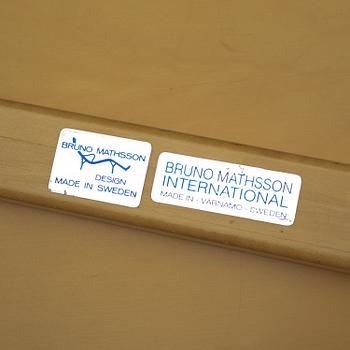 BRUNO MATHSSON
DESIGN
MADE IN SWEDEN
BRUNO MATHSSON
INTERNATIONAL
MADE IN - VARNAMO - SWEDEN